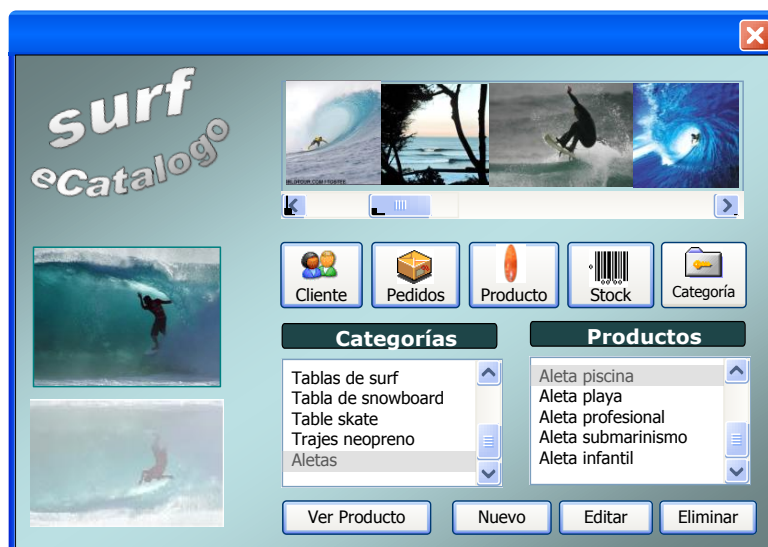 surf
eCatalogo
Cliente
Pedidos
Producto
Stock
Categoría
Categorías
Productos
Tablas de surf
Tabla de snowboard
Table skate
Trajes neopreno
Aletas
Aleta piscina
Aleta playa
Aleta profesional
Aleta submarinismo
Aleta infantil
Ver Producto
Nuevo
Editar
Eliminar